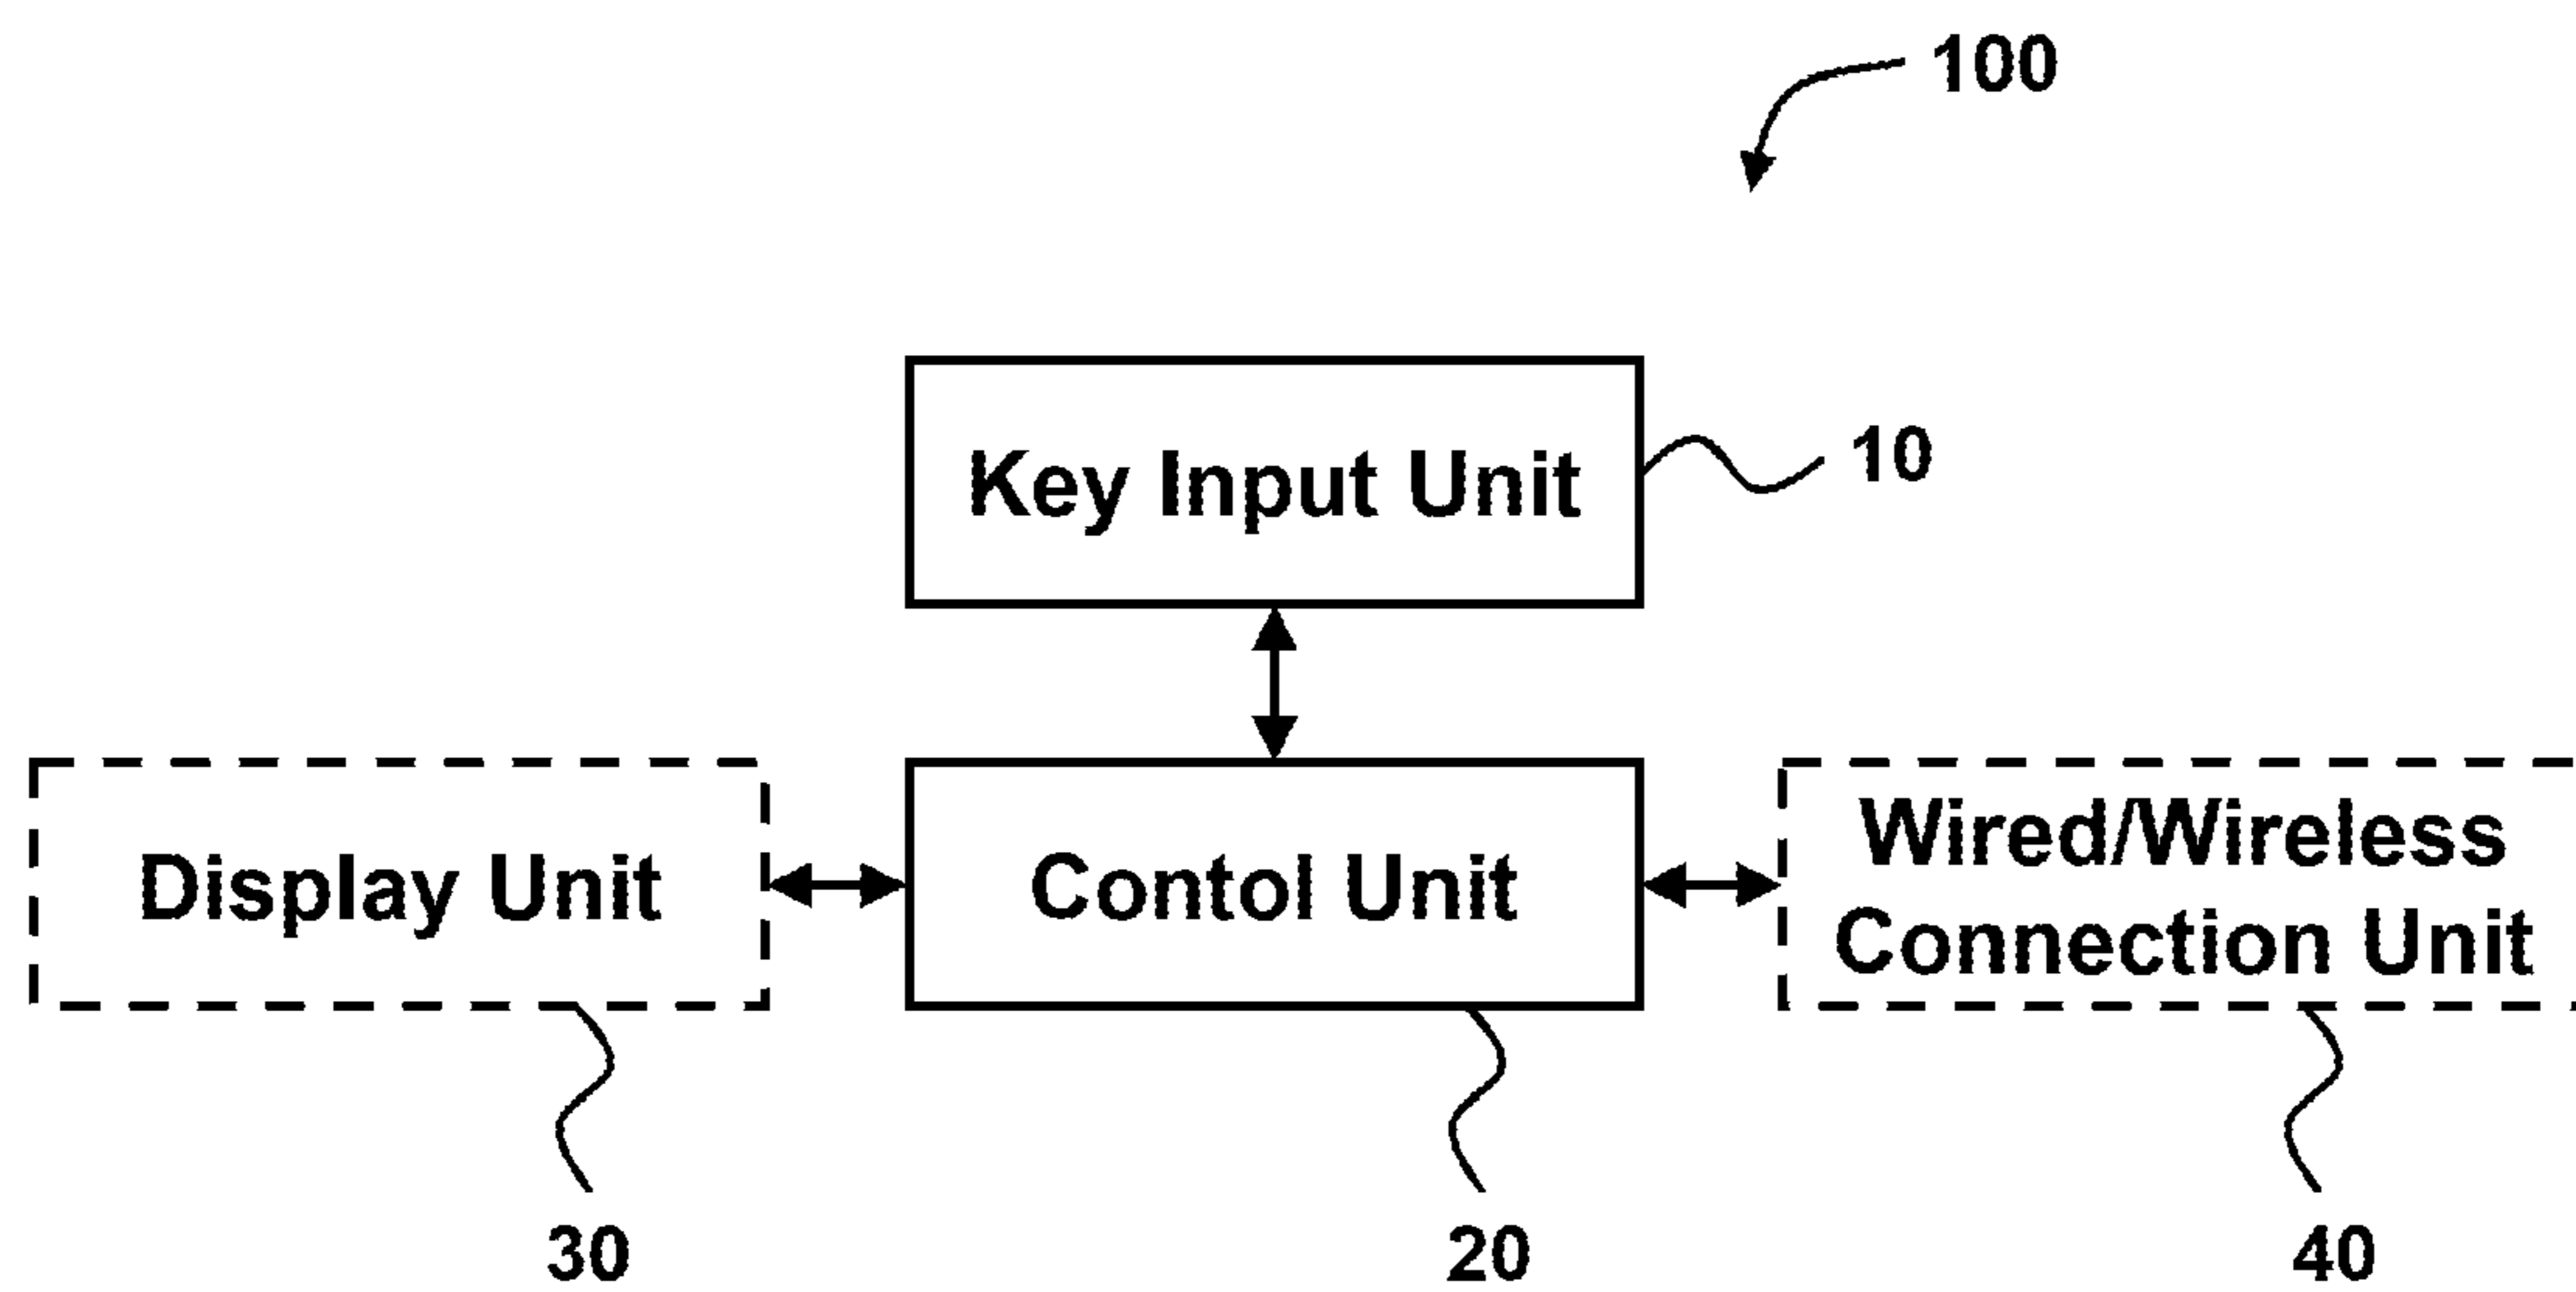 100
Key Input Unit
10
Display Unit
Contol Unit
Wired/Wireless
Connection Unit
30
20
40